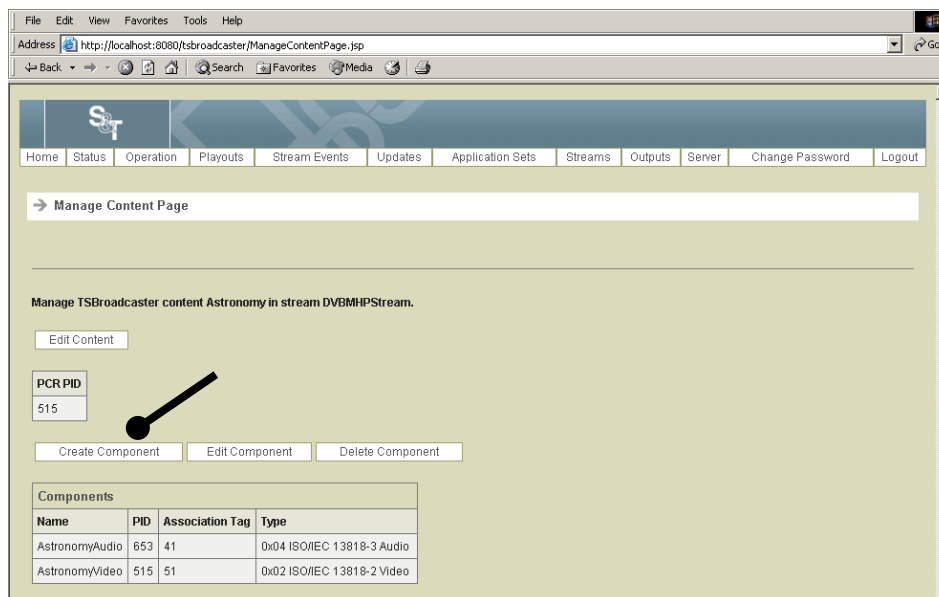 File Edit View Favorites Tools Help
Address http://localhost:8080/tsbroadcaster/ManageContentPage.jsp Go
Back Search Favorites Media
S&T
Home Status Operation Playouts Stream Events Updates Application Sets Streams Outputs Server Change Password Logout
Manage Content Page
Manage TSBroadcaster content Astronomy in stream DVBMHPStream.
Edit Content
PCR PID
515
Create Component Edit Component Delete Component
Components
Name PID Association Tag Type
AstronomyAudio 653 41 0x04 ISO/IEC 13818-3 Audio
AstronomyVideo 515 51 0x02 ISO/IEC 13818-2 Video